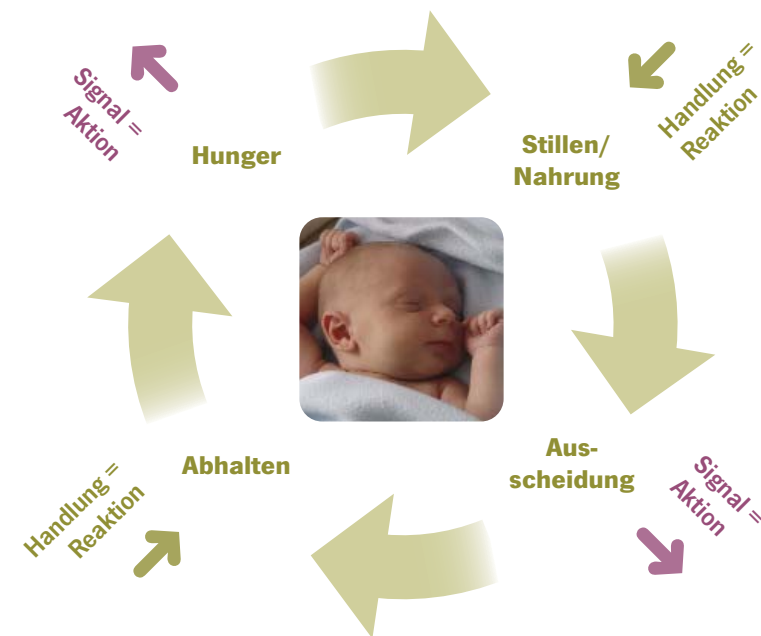 Signal =
Aktion
Hunger
Stillen/
Nahrung
Handlung =
Reaktion
Aus-
scheidung
Signal =
Aktion
Abhalten
Handlung =
Reaktion